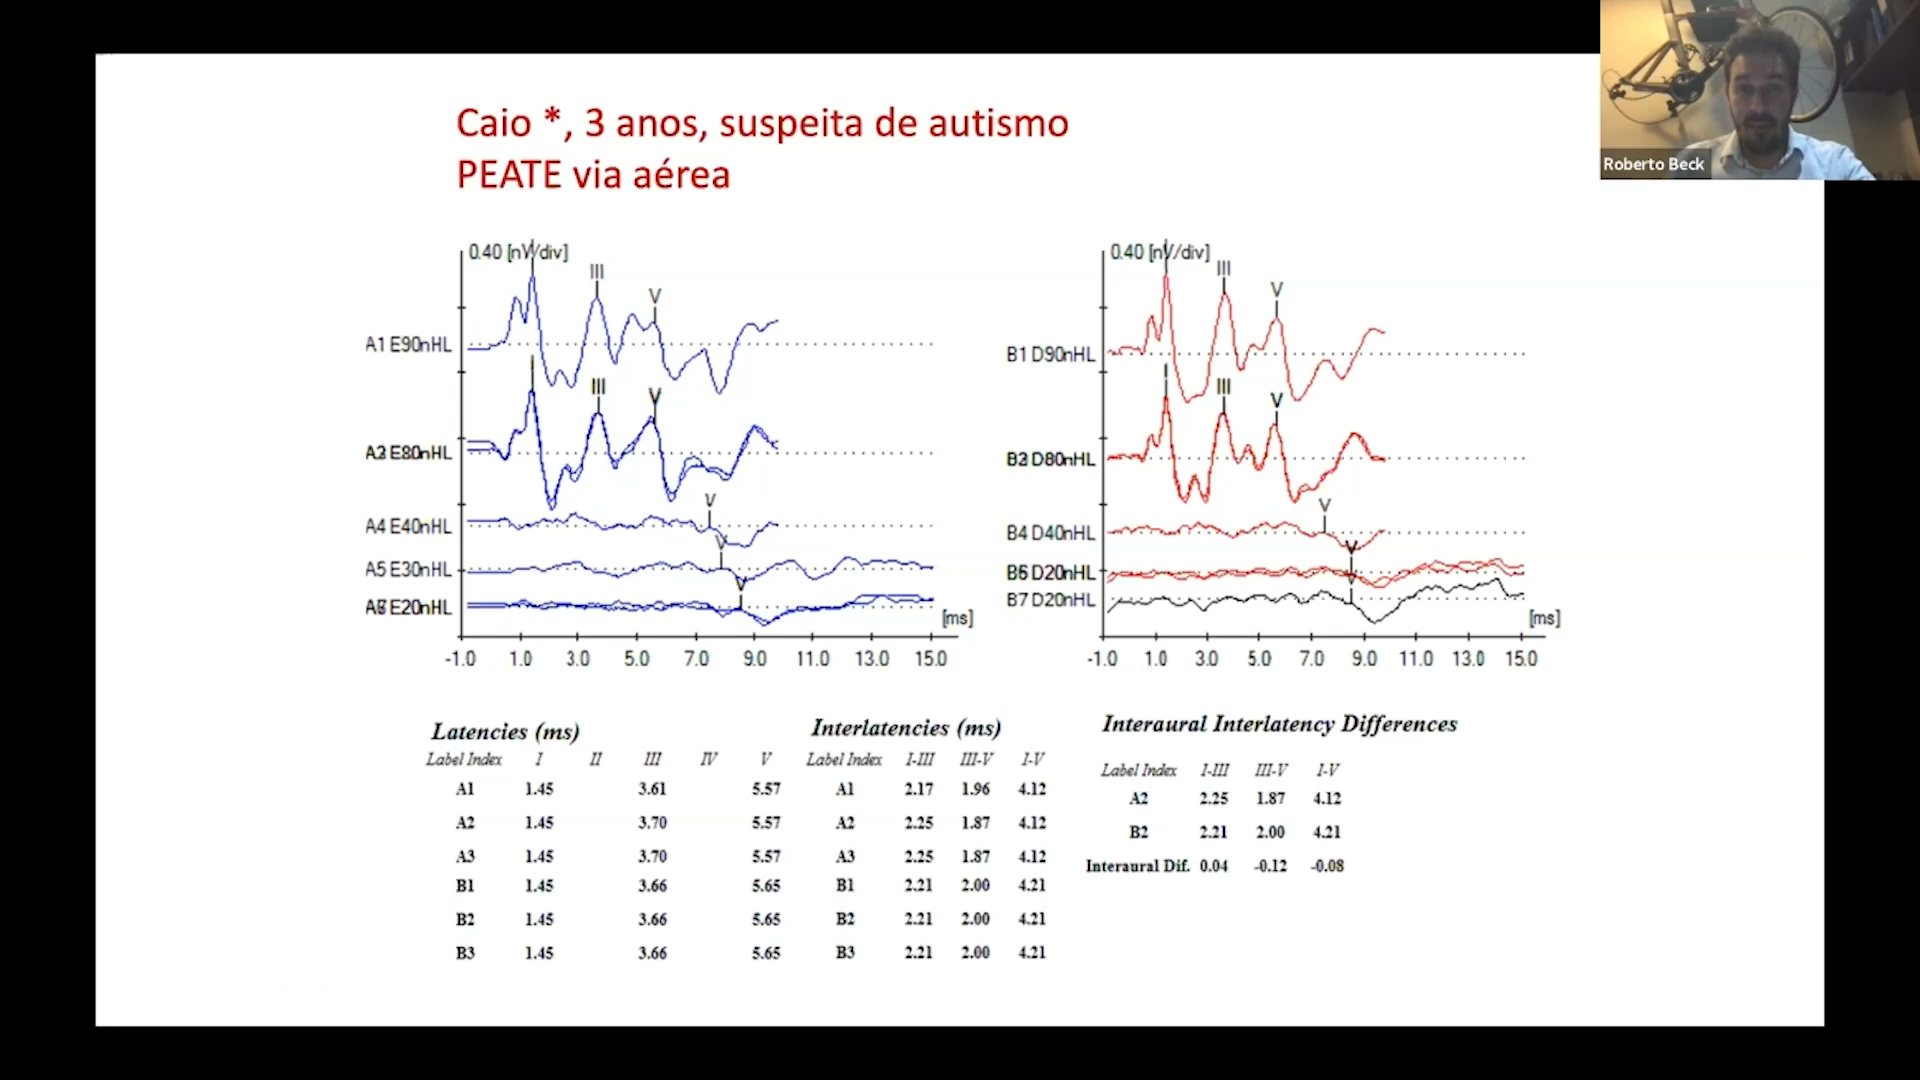 Roberto Beck
Caio *, 3 anos, suspeita de autismo
PEATE via aérea
0.40 [nV/div]
III
V
A1 E90nHL
I
III
V
E80nHL
V
A4 E40nHL
V
A5 E30nHL
V
E20nHL
[ms]
-1.0 1.0 3.0 5.0 7.0 9.0 11.0 13.0 15.0
0.40 [nV/div]
III
V
B1 D90nHL
I
III
V
D80nHL
V
B4 D40nHL
V
D20nHL
V
B7 D20nHL
[ms]
-1.0 1.0 3.0 5.0 7.0 9.0 11.0 13.0 15.0
Latencies (ms)
Label Index I II III IV V
A1 1.45 3.61 5.57
A2 1.45 3.70 5.57
A3 1.45 3.70 5.57
B1 1.45 3.66 5.65
B2 1.45 3.66 5.65
B3 1.45 3.66 5.65
Interlatencies (ms)
Label Index I-III III-V I-V
A1 2.17 1.96 4.12
A2 2.25 1.87 4.12
A3 2.25 1.87 4.12
B1 2.21 2.00 4.21
B2 2.21 2.00 4.21
B3 2.21 2.00 4.21
Interaural Interlatency Differences
Label Index I-III III-V I-V
A2 2.25 1.87 4.12
B2 2.21 2.00 4.21
Interaural Dif. 0.04 -0.12 -0.08